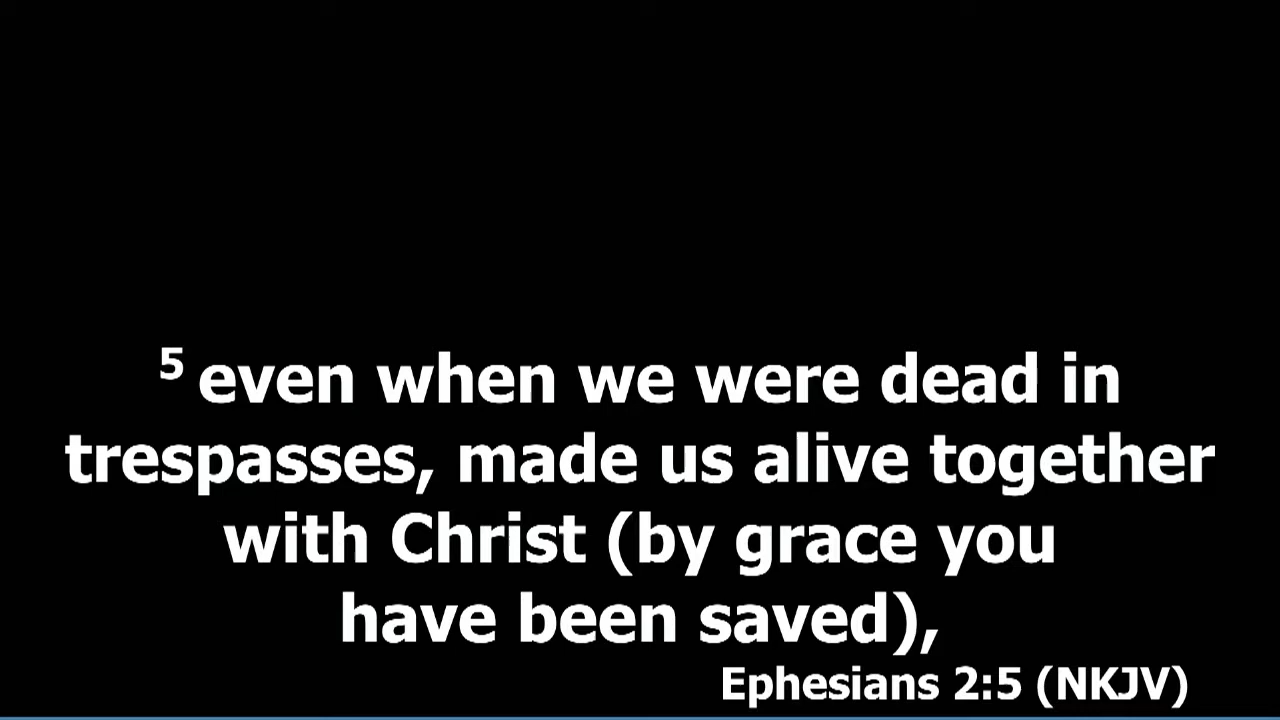 5 even when we were dead in
trespasses, made us alive together
with Christ (by grace you
have been saved),
Ephesians 2:5 (NKJV)